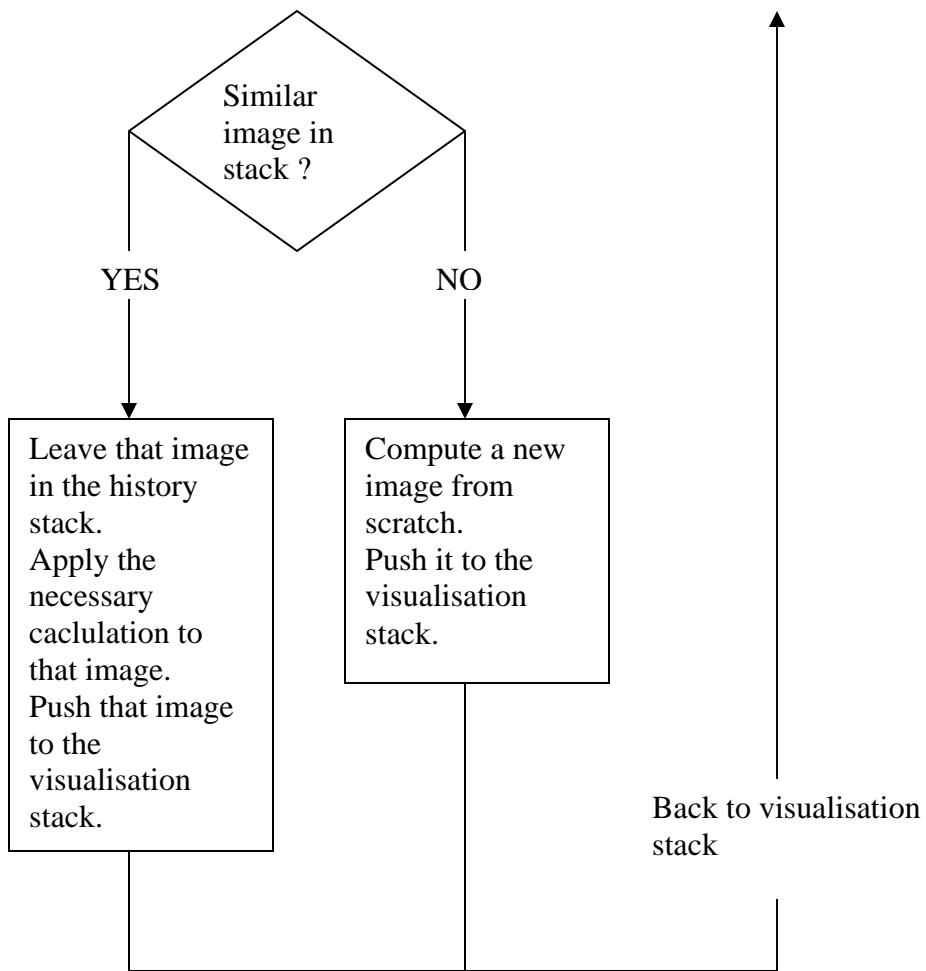 Similar
image in
stack ?
YES
NO
Leave that image
in the history
stack.
Apply the
necessary
caclulation to
that image.
Push that image
to the
visualisation
stack.
Compute a new
image from
scratch.
Push it to the
visualisation
stack.
Back to visualisation
stack